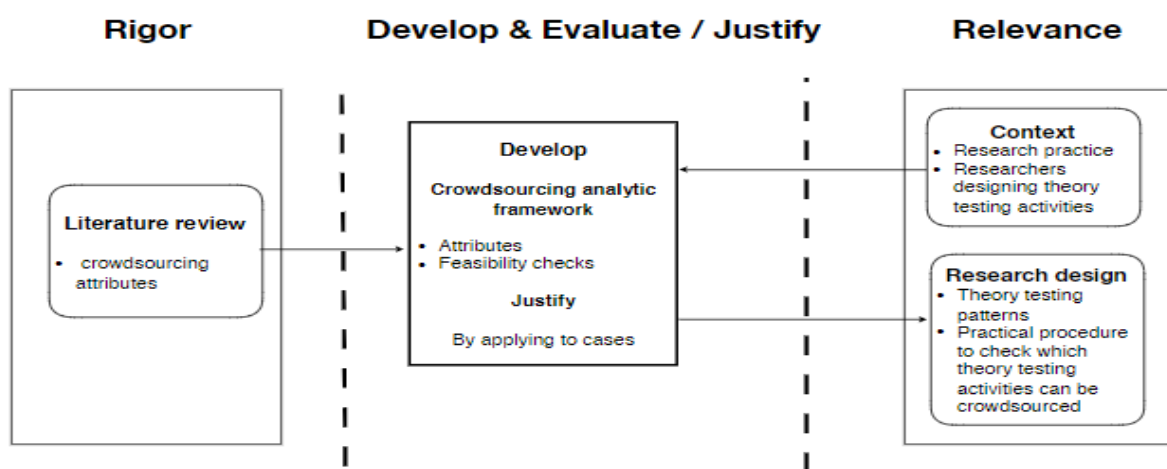 Rigor
Develop & Evaluate / Justify
Relevance
Literature review
• crowdsourcing
attributes
Develop
Crowdsourcing analytic
framework
• Attributes
• Feasibility checks
Justify
By applying to cases
Context
• Research practice
• Researchers
designing theory
testing activities
Research design
• Theory testing
patterns
• Practical procedure
to check which
theory testing
activities can be
crowdsourced